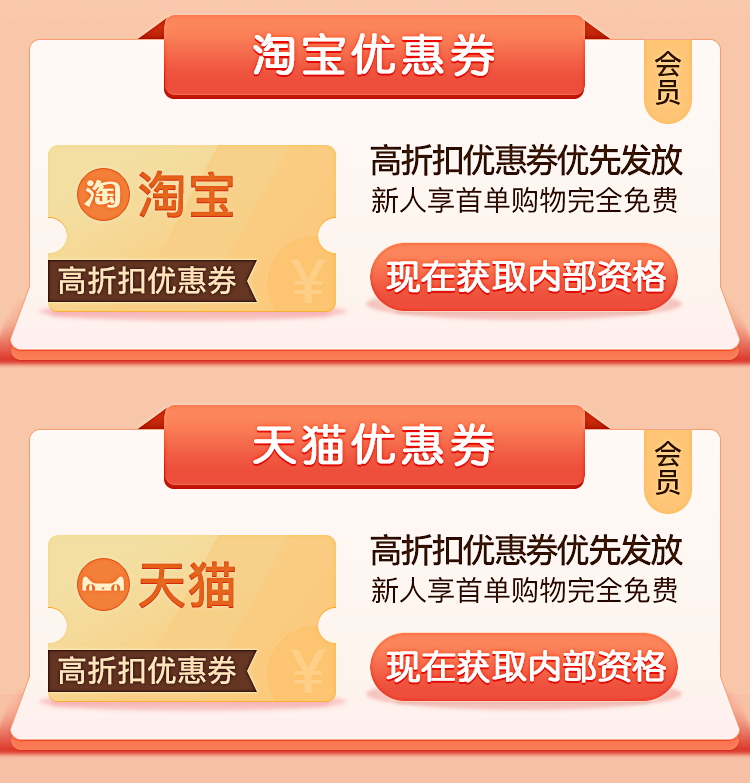 淘宝优惠券
会员
淘 淘宝
高折扣优惠券
¥
高折扣优惠券优先发放
新人享首单购物完全免费
现在获取内部资格
天猫优惠券
会员
天猫
高折扣优惠券
¥
高折扣优惠券优先发放
新人享首单购物完全免费
现在获取内部资格